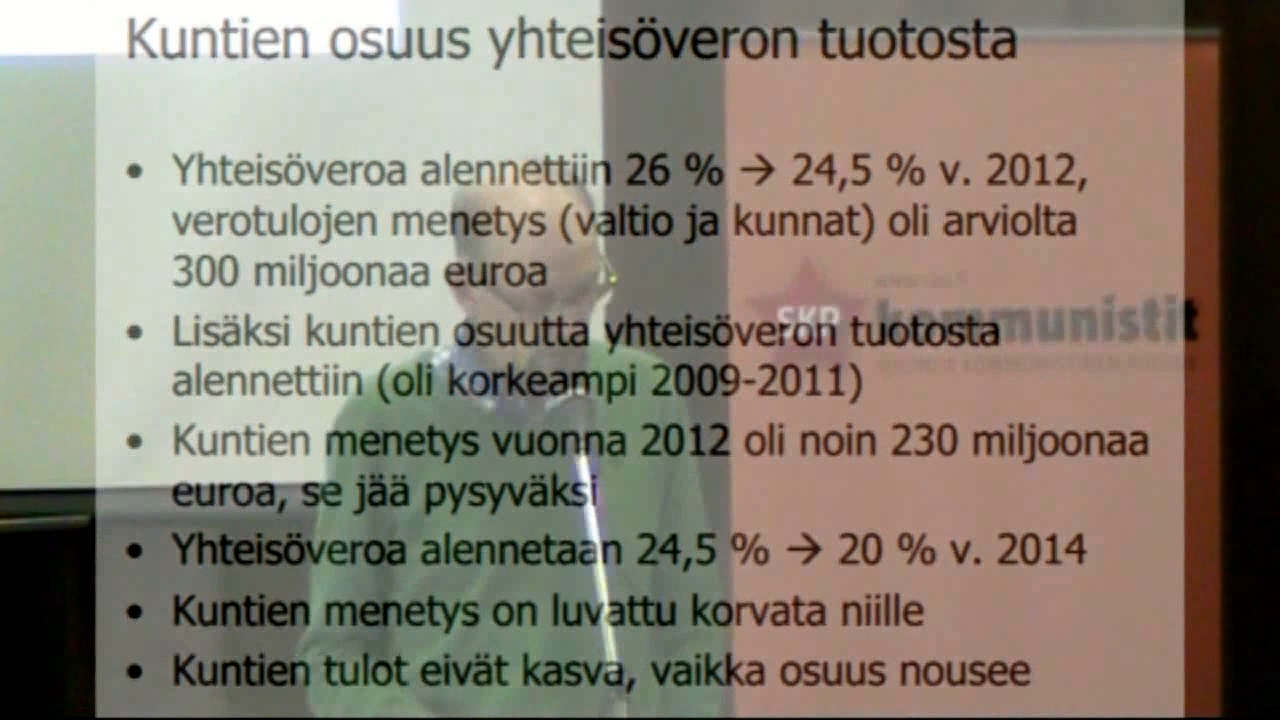 Kuntien osuus yhteisöveron tuotosta
• Yhteisöveroa alennettiin 26 % → 24,5 % v. 2012,
verotulojen menetys (valtio ja kunnat) oli arviolta
300 miljoonaa euroa
• Lisäksi kuntien osuutta yhteisöveron tuotosta
alennettiin (oli korkeampi 2009-2011)
• Kuntien menetys vuonna 2012 oli noin 230 miljoonaa
euroa, se jää pysyväksi
• Yhteisöveroa alennetaan 24,5 % → 20 % v. 2014
• Kuntien menetys on luvattu korvata niille
• Kuntien tulot eivät kasva, vaikka osuus nousee
SKP
kommunistit